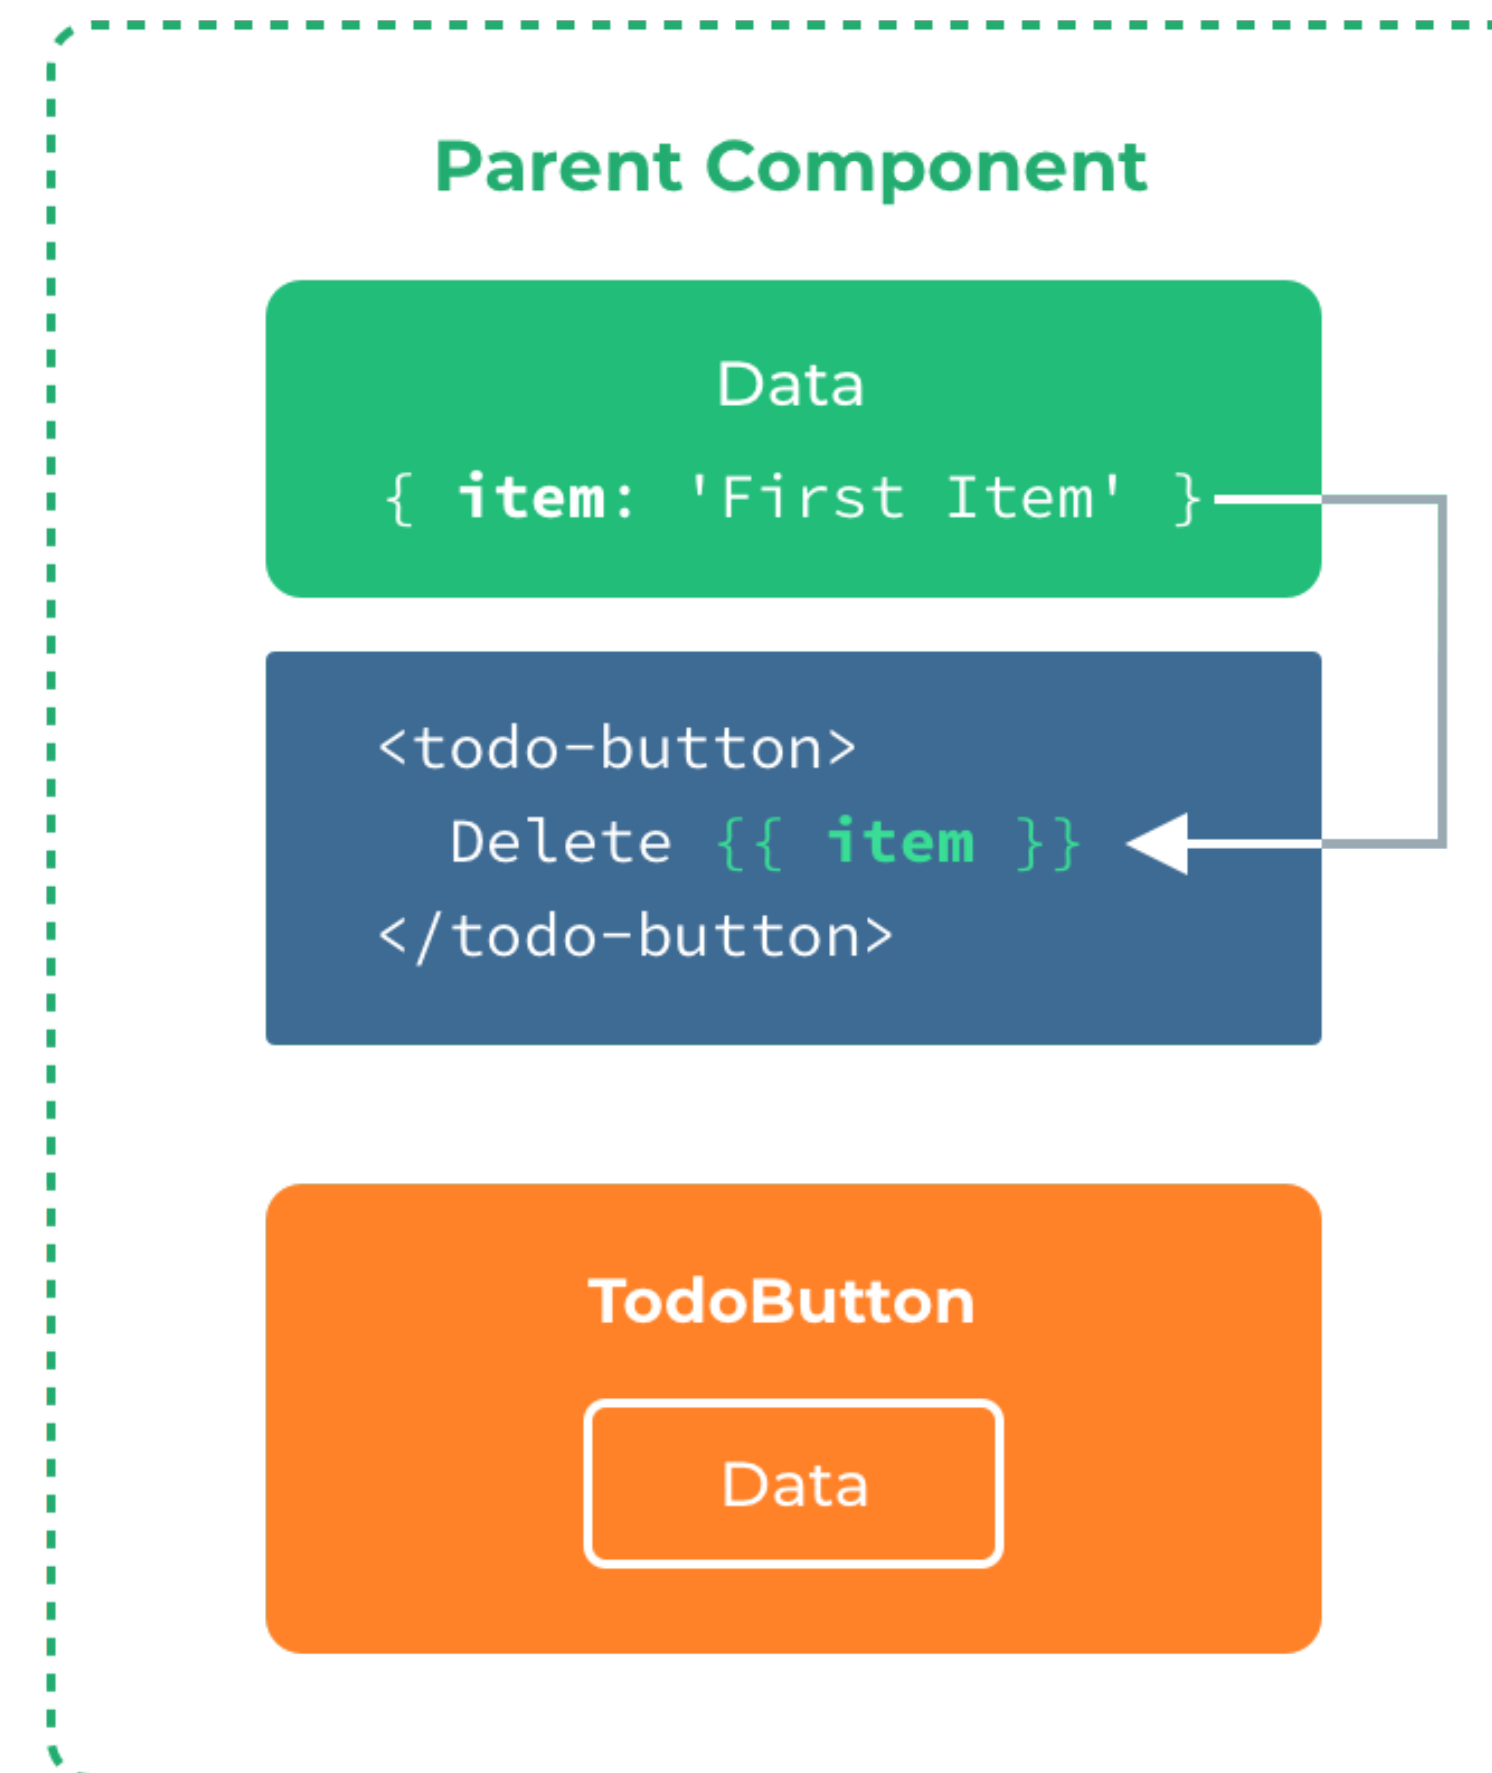 Parent Component
Data
{ item: 'First Item' }
<todo-button>
Delete {{ item }}
</todo-button>
TodoButton
Data